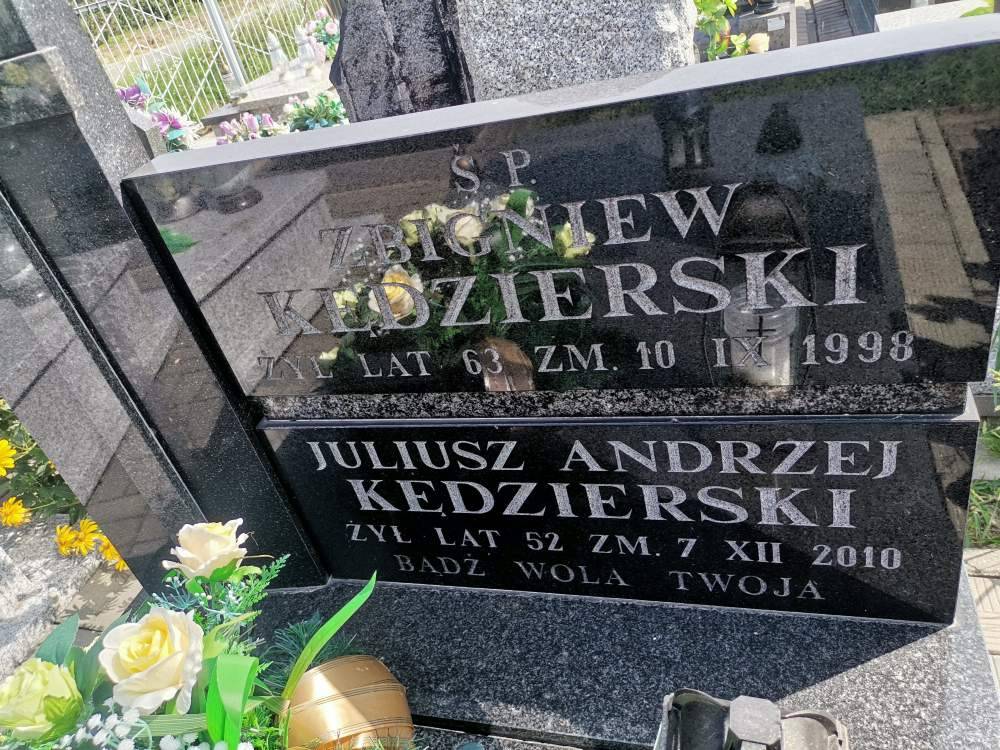 Ś. P.
ZBIGNIEW
KĘDZIERSKI
ŻYŁ LAT 63 ZM. 10 IX 1998
JULIUSZ ANDRZEJ
KĘDZIERSKI
ŻYŁ LAT 52 ZM. 7 XII 2010
BĄDŹ WOLA TWOJA